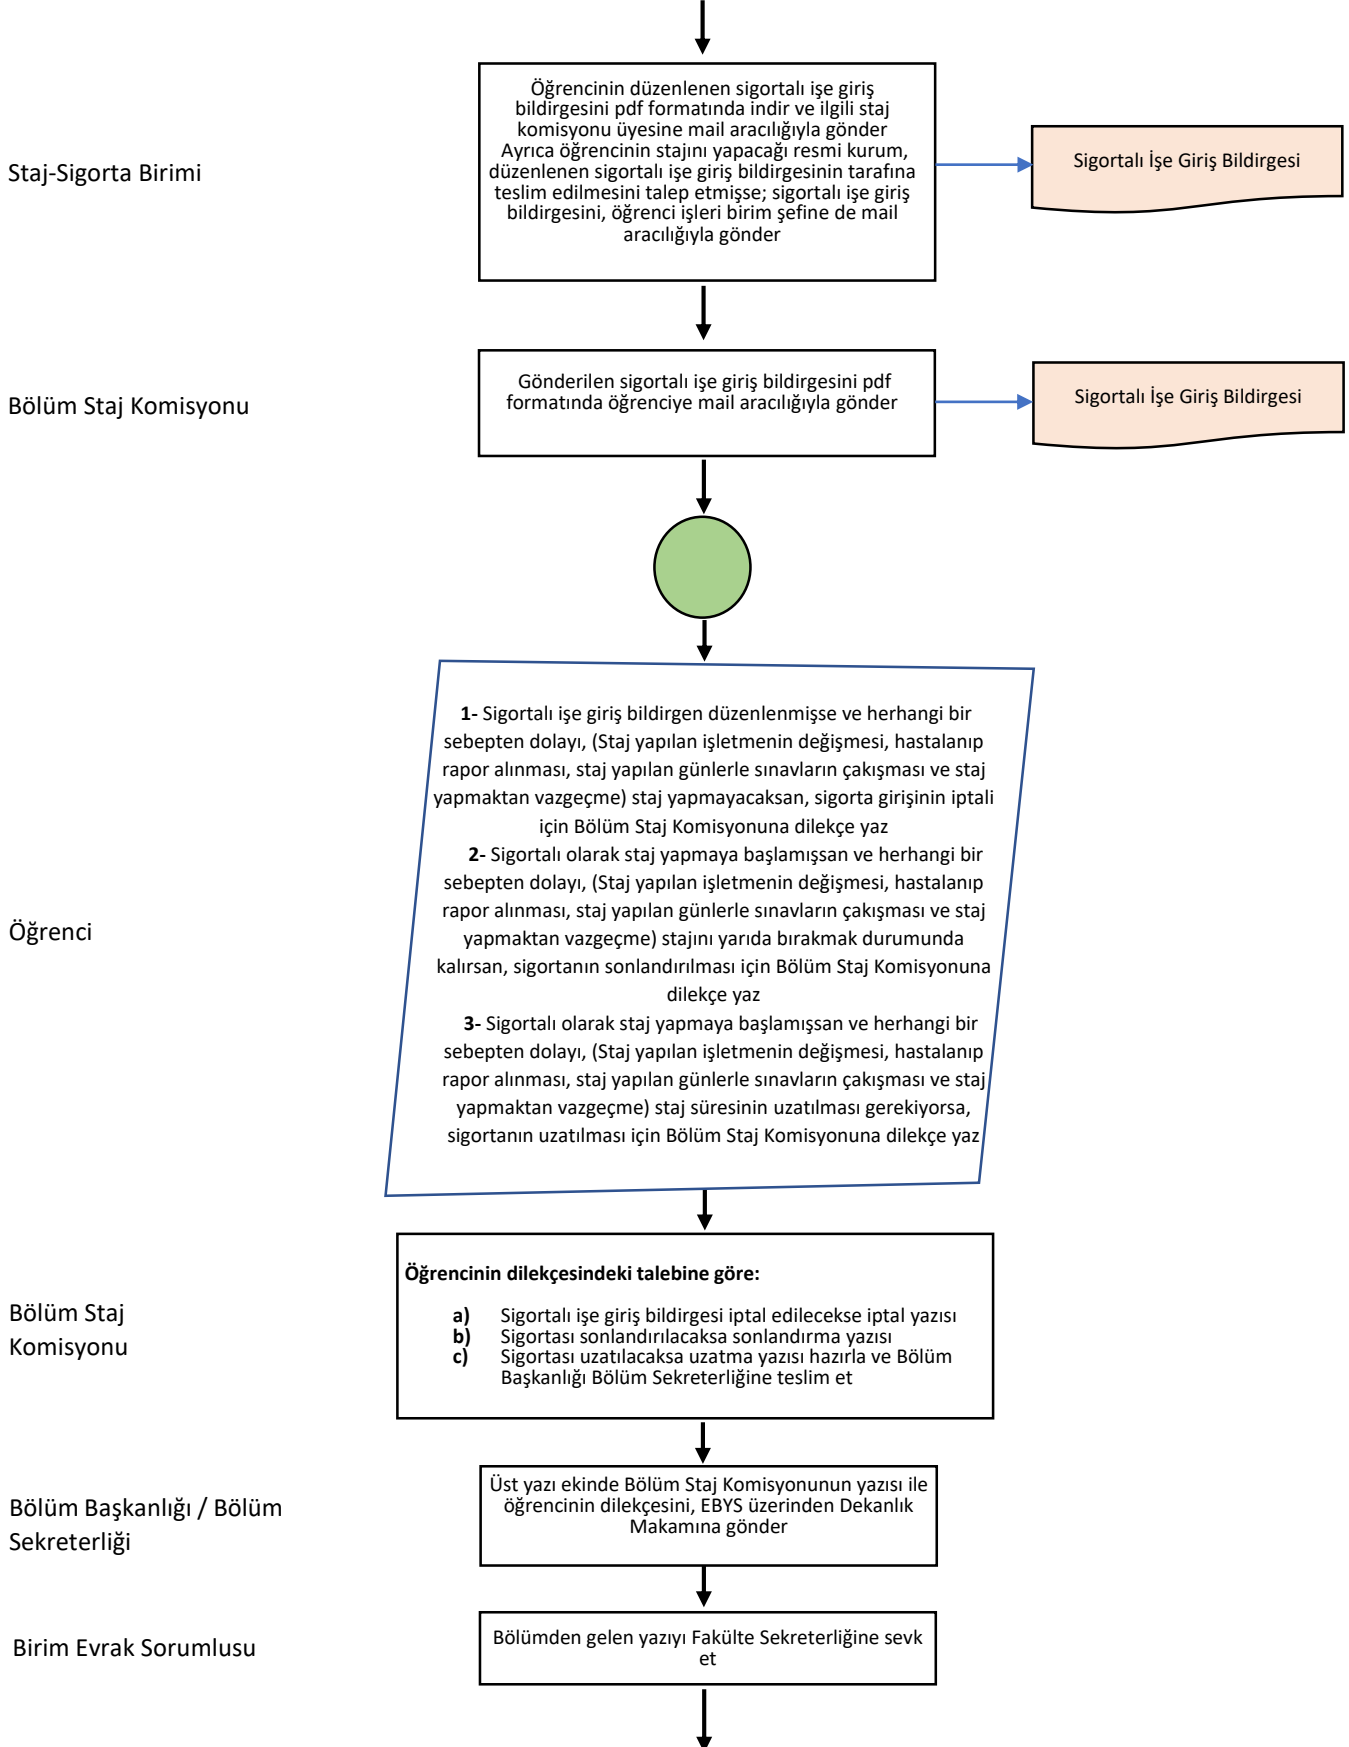 Staj-Sigorta Birimi
Öğrencinin düzenlenen sigortalı işe giriş
bildirgesini pdf formatında indir ve ilgili staj
komisyonu üyesine mail aracılığıyla gönder
Ayrıca öğrencinin stajını yapacağı resmi kurum,
düzenlenen sigortalı işe giriş bildirgesinin tarafına
teslim edilmesini talep etmişse; sigortalı işe giriş
bildirgesini, öğrenci işleri birim şefine de mail
aracılığıyla gönder
Sigortalı İşe Giriş Bildirgesi
Bölüm Staj Komisyonu
Gönderilen sigortalı işe giriş bildirgesini pdf
formatında öğrenciye mail aracılığıyla gönder
Sigortalı İşe Giriş Bildirgesi
Öğrenci
1- Sigortalı işe giriş bildirgen düzenlenmişse ve herhangi bir
sebepten dolayı, (Staj yapılan işletmenin değişmesi, hastalanıp
rapor alınması, staj yapılan günlerle sınavların çakışması ve staj
yapmaktan vazgeçme) staj yapmayacaksan, sigorta girişinin iptali
için Bölüm Staj Komisyonuna dilekçe yaz
2- Sigortalı olarak staj yapmaya başlamışsan ve herhangi bir
sebepten dolayı, (Staj yapılan işletmenin değişmesi, hastalanıp
rapor alınması, staj yapılan günlerle sınavların çakışması ve staj
yapmaktan vazgeçme) stajını yarıda bırakmak durumunda
kalırsan, sigortanın sonlandırılması için Bölüm Staj Komisyonuna
dilekçe yaz
3- Sigortalı olarak staj yapmaya başlamışsan ve herhangi bir
sebepten dolayı, (Staj yapılan işletmenin değişmesi, hastalanıp
rapor alınması, staj yapılan günlerle sınavların çakışması ve staj
yapmaktan vazgeçme) staj süresinin uzatılması gerekiyorsa,
sigortanın uzatılması için Bölüm Staj Komisyonuna dilekçe yaz
Bölüm Staj
Komisyonu
Öğrencinin dilekçesindeki talebine göre:
a) Sigortalı işe giriş bildirgesi iptal edilecekse iptal yazısı
b) Sigortası sonlandırılacaksa sonlandırma yazısı
c) Sigortası uzatılacaksa uzatma yazısı hazırla ve Bölüm
Başkanlığı Bölüm Sekreterliğine teslim et
Bölüm Başkanlığı / Bölüm
Sekreterliği
Üst yazı ekinde Bölüm Staj Komisyonunun yazısı ile
öğrencinin dilekçesini, EBYS üzerinden Dekanlık
Makamına gönder
Birim Evrak Sorumlusu
Bölümden gelen yazıyı Fakülte Sekreterliğine sevk
et